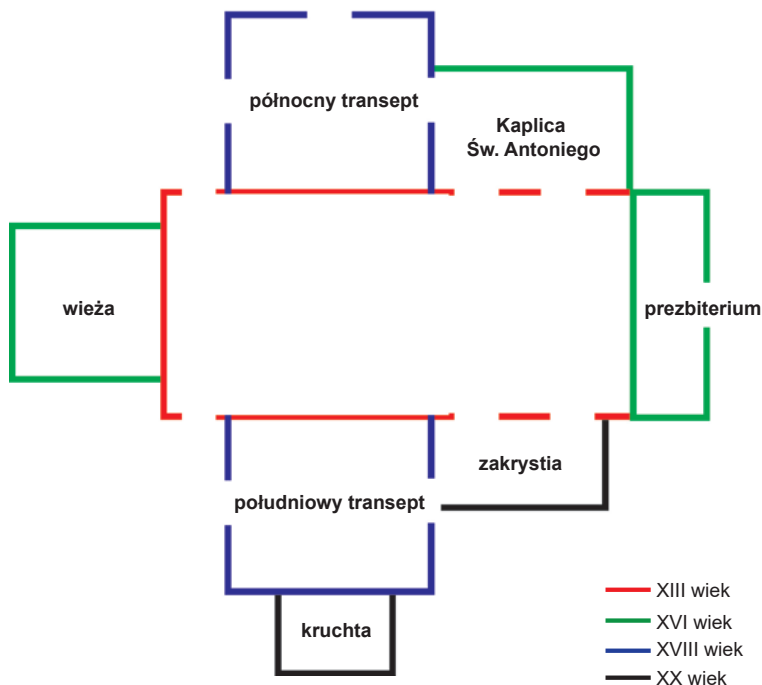 północny transept
Kaplica
Św. Antoniego
wieża
prezbiterium
zakrystia
południowy transept
kruchta
XIII wiek
XVI wiek
XVIII wiek
XX wiek